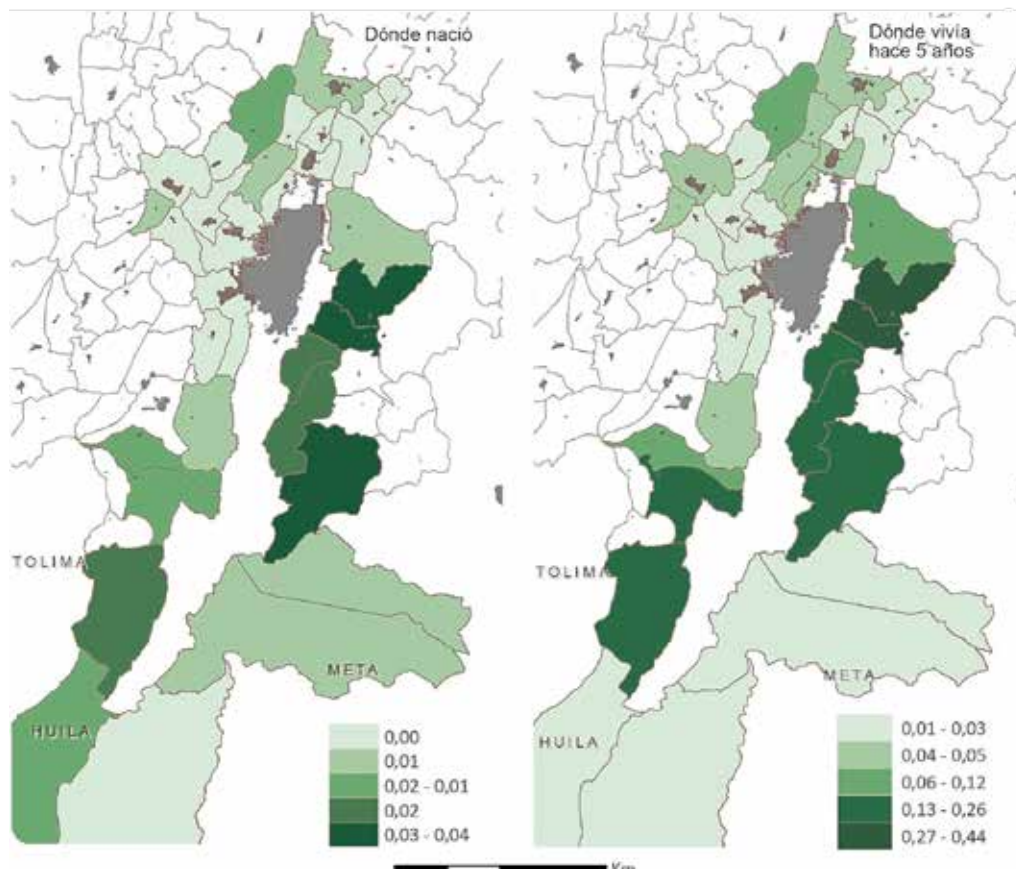 Dónde nació
TOLIMA
META
HUILA
0,00
0,01
0,02 - 0,01
0,02
0,03 - 0,04
Dónde vivía
hace 5 años
TOLIMA
META
HUILA
0,01 - 0,03
0,04 - 0,05
0,06 - 0,12
0,13 - 0,26
0,27 - 0,44
Km